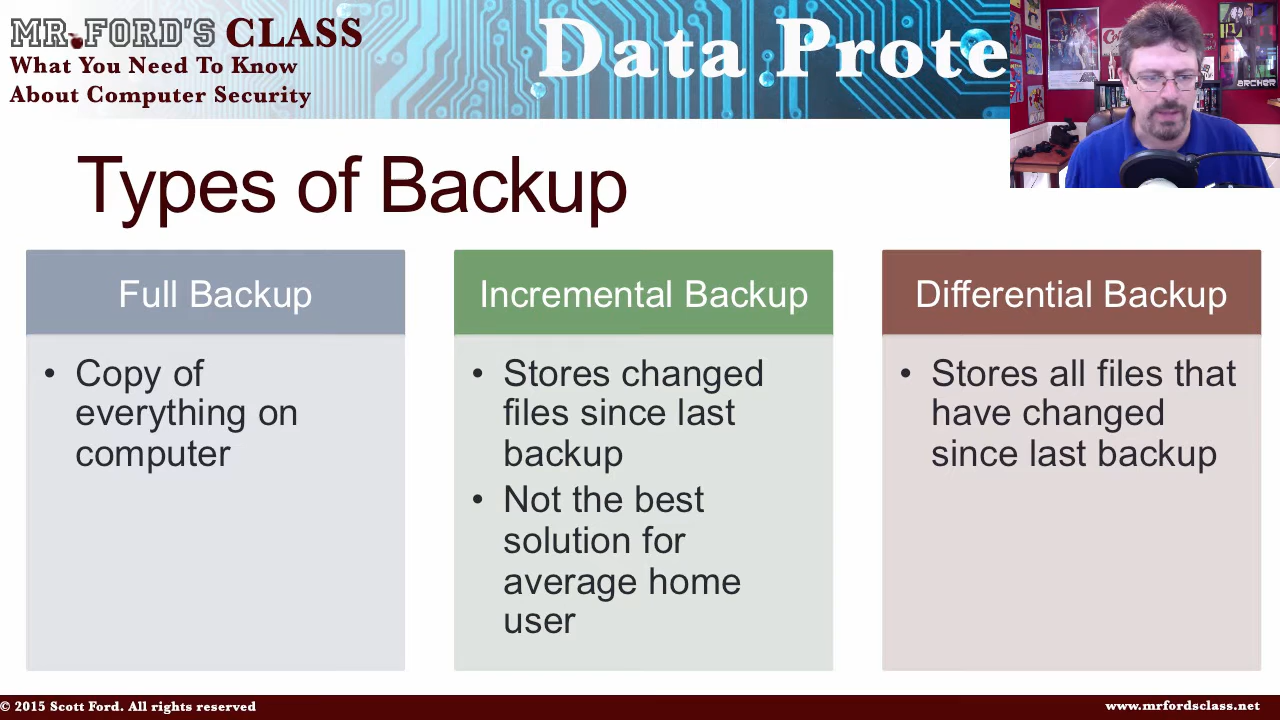 MR. FORD'S CLASS
What You Need To Know
About Computer Security
Data Prote
ARCHER
Types of Backup
Full Backup
• Copy of
everything on
computer
Incremental Backup
• Stores changed
files since last
backup
• Not the best
solution for
average home
user
Differential Backup
• Stores all files that
have changed
since last backup
© 2015 Scott Ford. All rights reserved
www.mrfordsclass.net